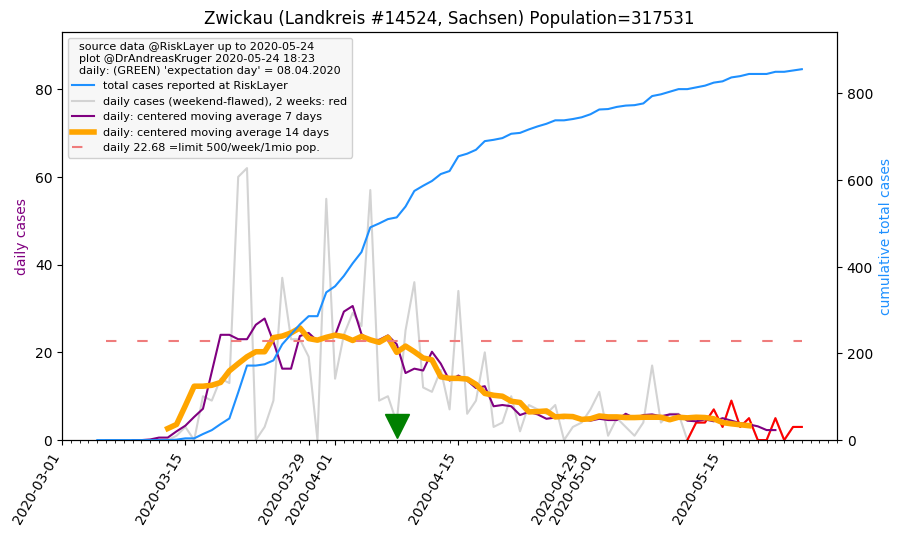 Zwickau (Landkreis #14524, Sachsen) Population=317531
source data @RiskLayer up to 2020-05-24
plot @DrAndreasKruger 2020-05-24 18:23
daily: (GREEN) 'expectation day' = 08.04.2020
total cases reported at RiskLayer
daily cases (weekend-flawed), 2 weeks: red
daily: centered moving average 7 days
daily: centered moving average 14 days
daily 22.68 =limit 500/week/1mio pop.
daily cases
80
60
40
20
0
cumulative total cases
800
600
400
200
0
2020-03-01
2020-03-15
2020-03-29
2020-04-01
2020-04-15
2020-04-29
2020-05-01
2020-05-15